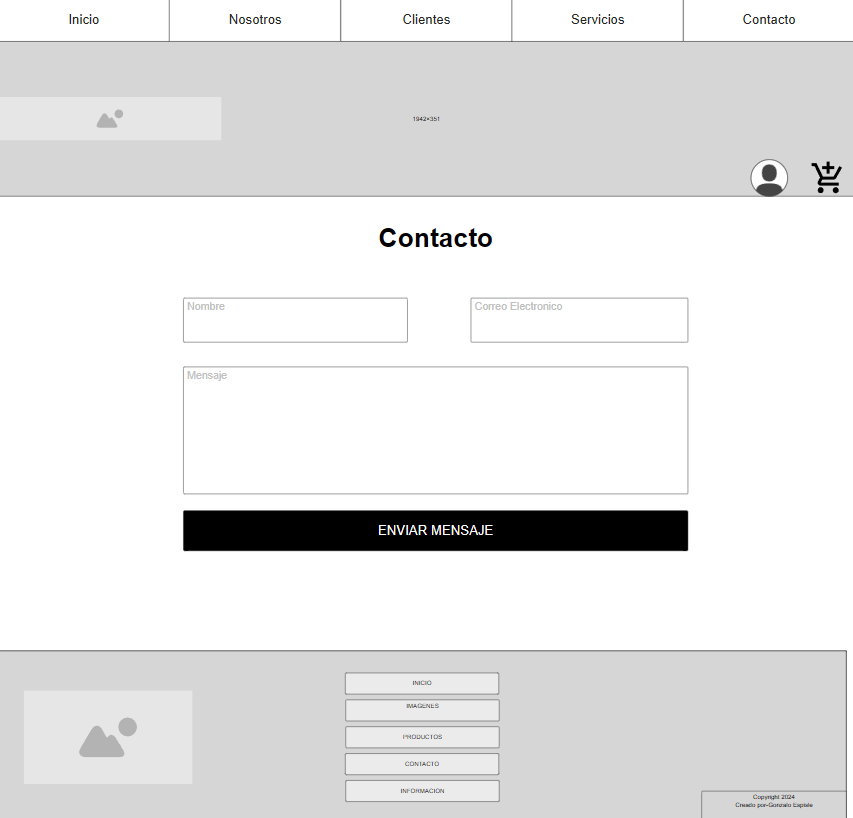 Inicio
Nosotros
Clientes
Servicios
Contacto
1942×351
Contacto
Nombre
Correo Electronico
Mensaje
ENVIAR MENSAJE
INICIO
IMAGENES
PRODUCTOS
CONTACTO
INFORMACION
Copyright 2024
Creado por-Gonzalo